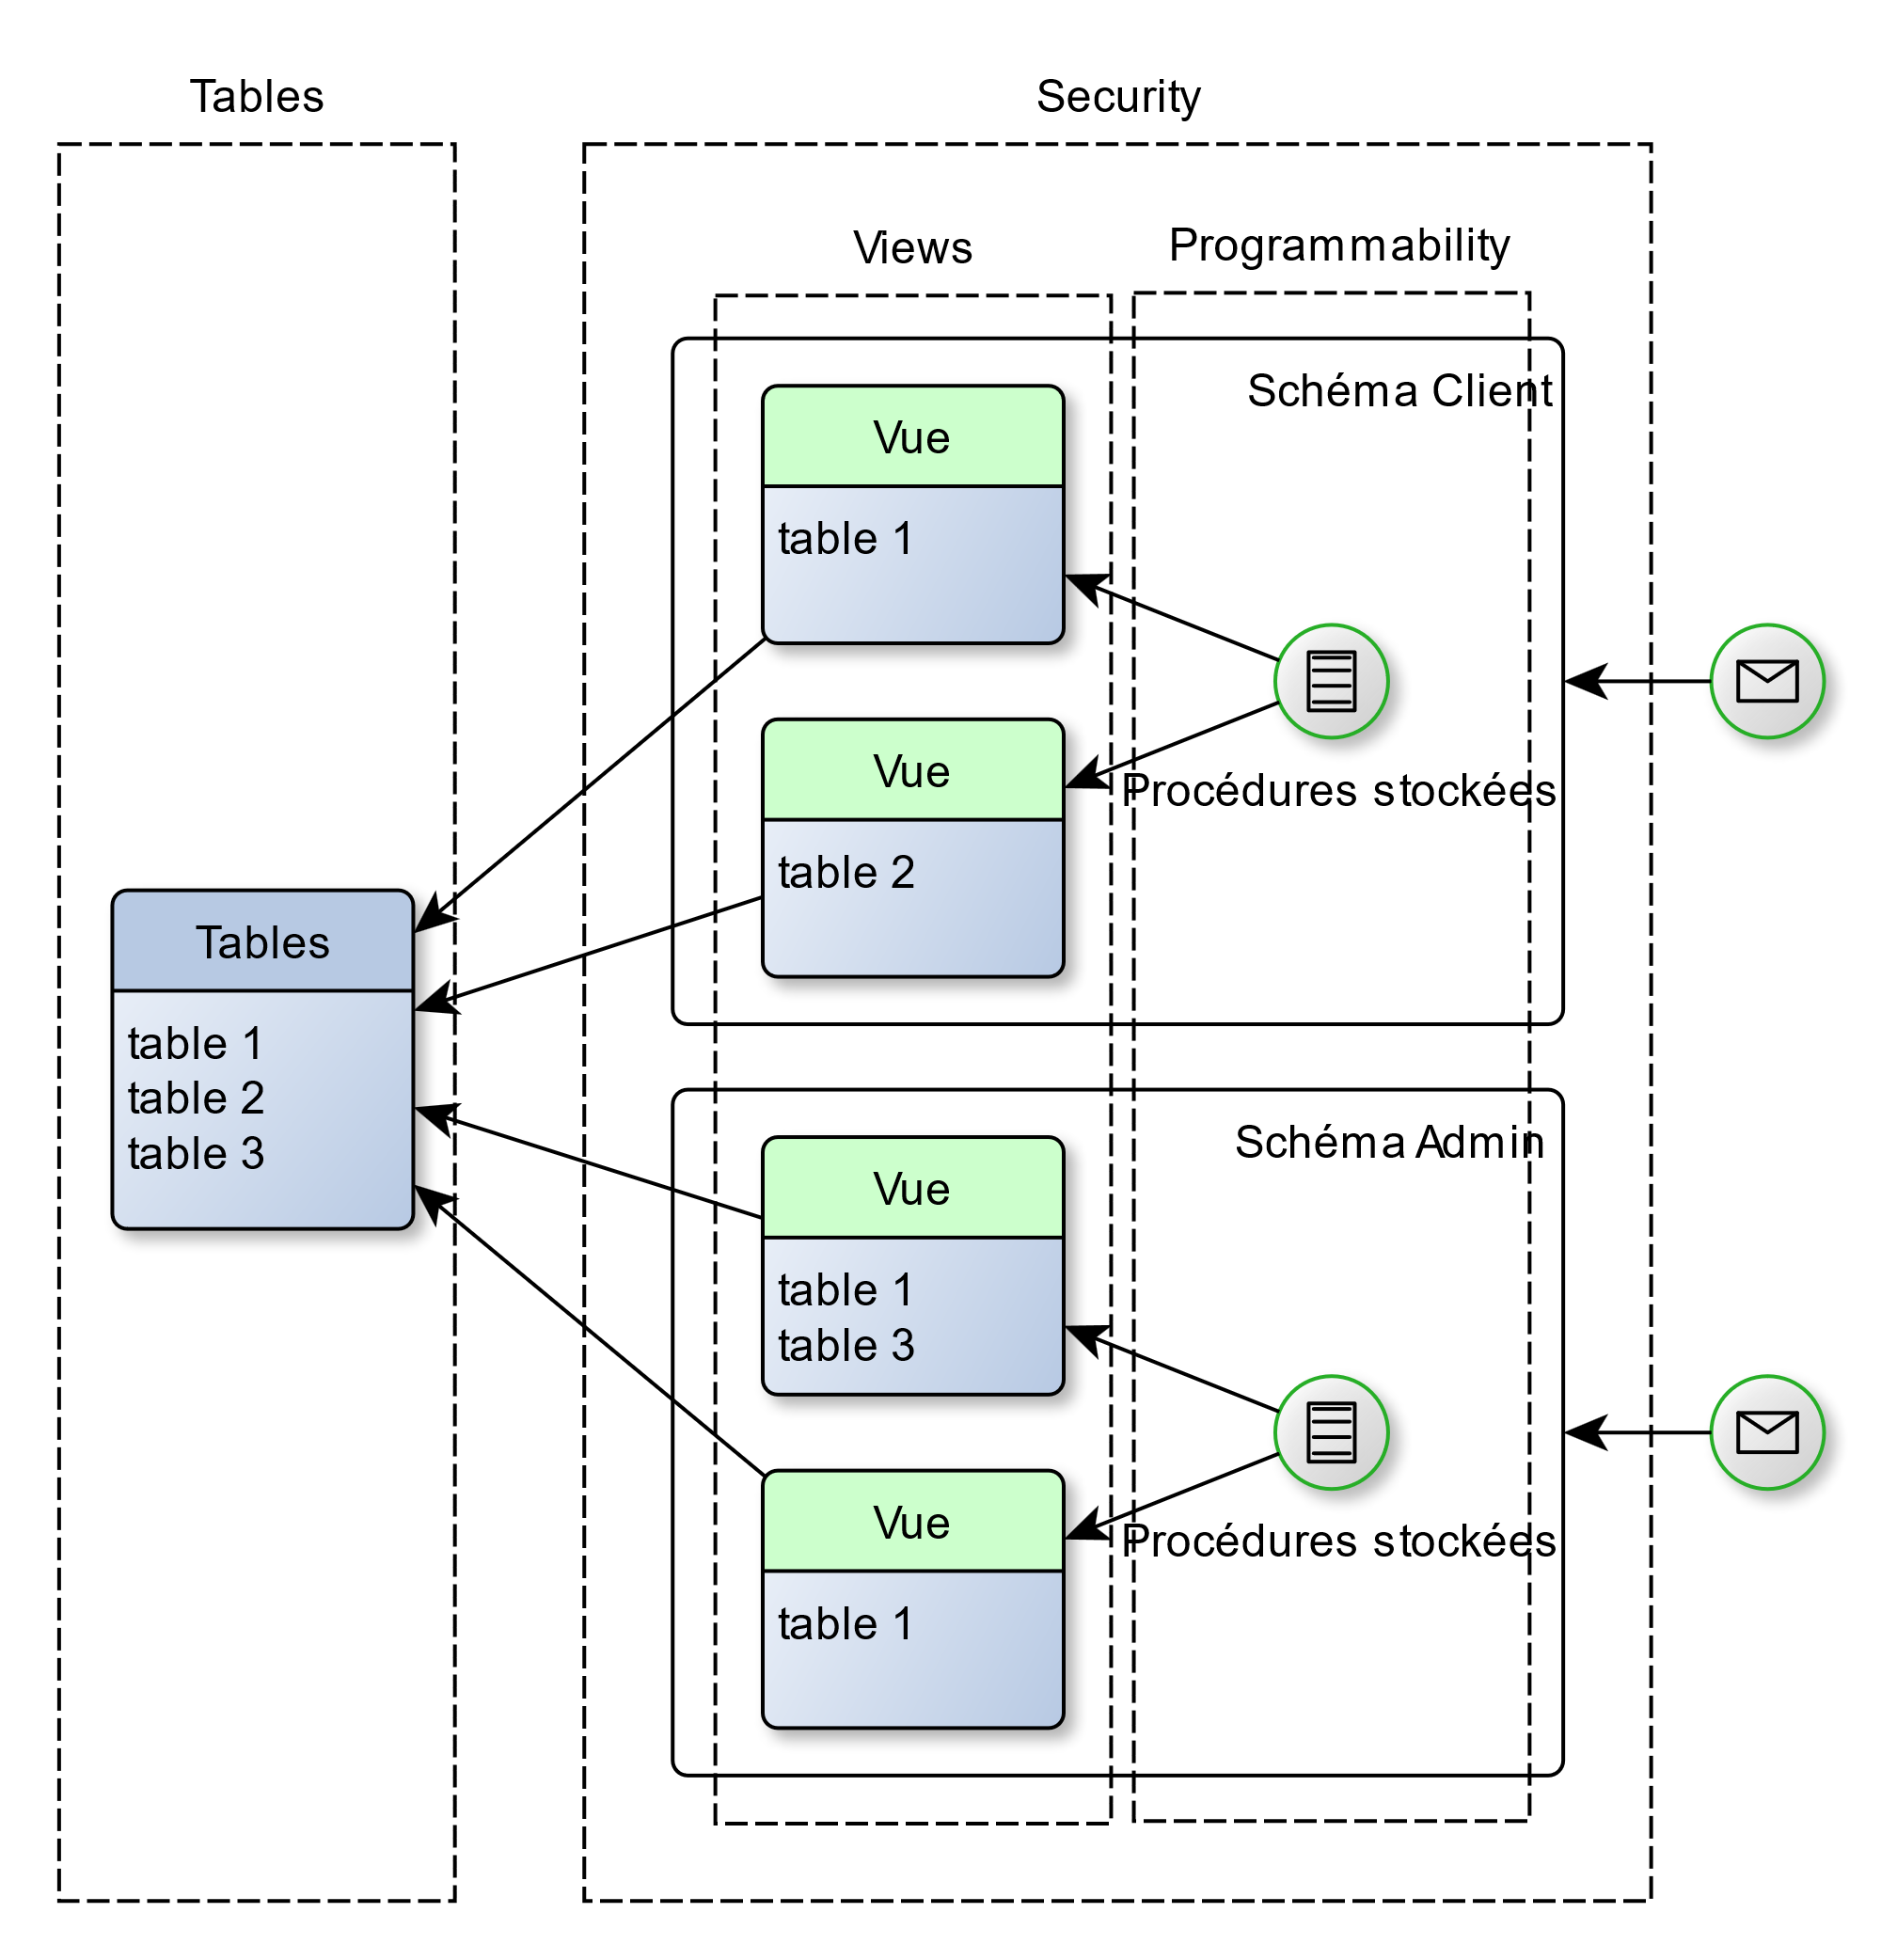 Tables
Security
Views
Programmability
Schéma Client
Vue
table 1
Vue
table 2
Procédures stockées
Tables
table 1
table 2
table 3
Schéma Admin
Vue
table 1
table 3
Procédures stockées
Vue
table 1